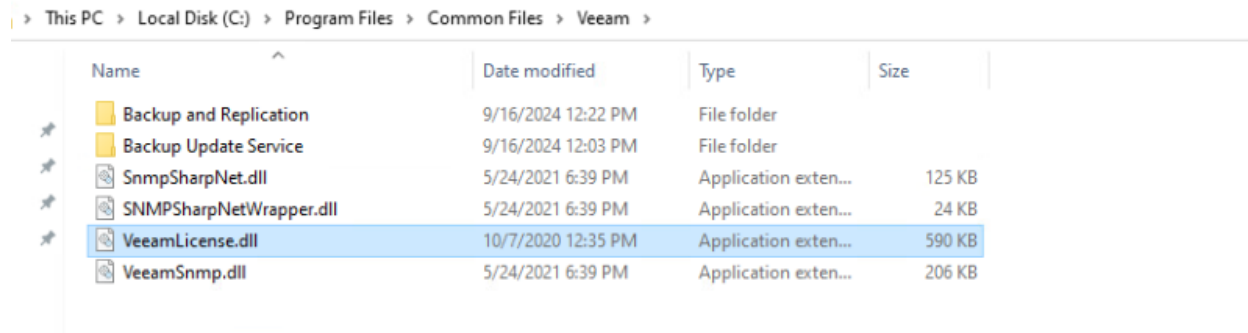 > This PC > Local Disk (C:) > Program Files > Common Files > Veeam >
Name Date modified Type Size
Backup and Replication 9/16/2024 12:22 PM File folder
Backup Update Service 9/16/2024 12:03 PM File folder
SnmpSharpNet.dll 5/24/2021 6:39 PM Application exten... 125 KB
SNMPSharpNetWrapper.dll 5/24/2021 6:39 PM Application exten... 24 KB
VeeamLicense.dll 10/7/2020 12:35 PM Application exten... 590 KB
VeeamSnmp.dll 5/24/2021 6:39 PM Application exten... 206 KB